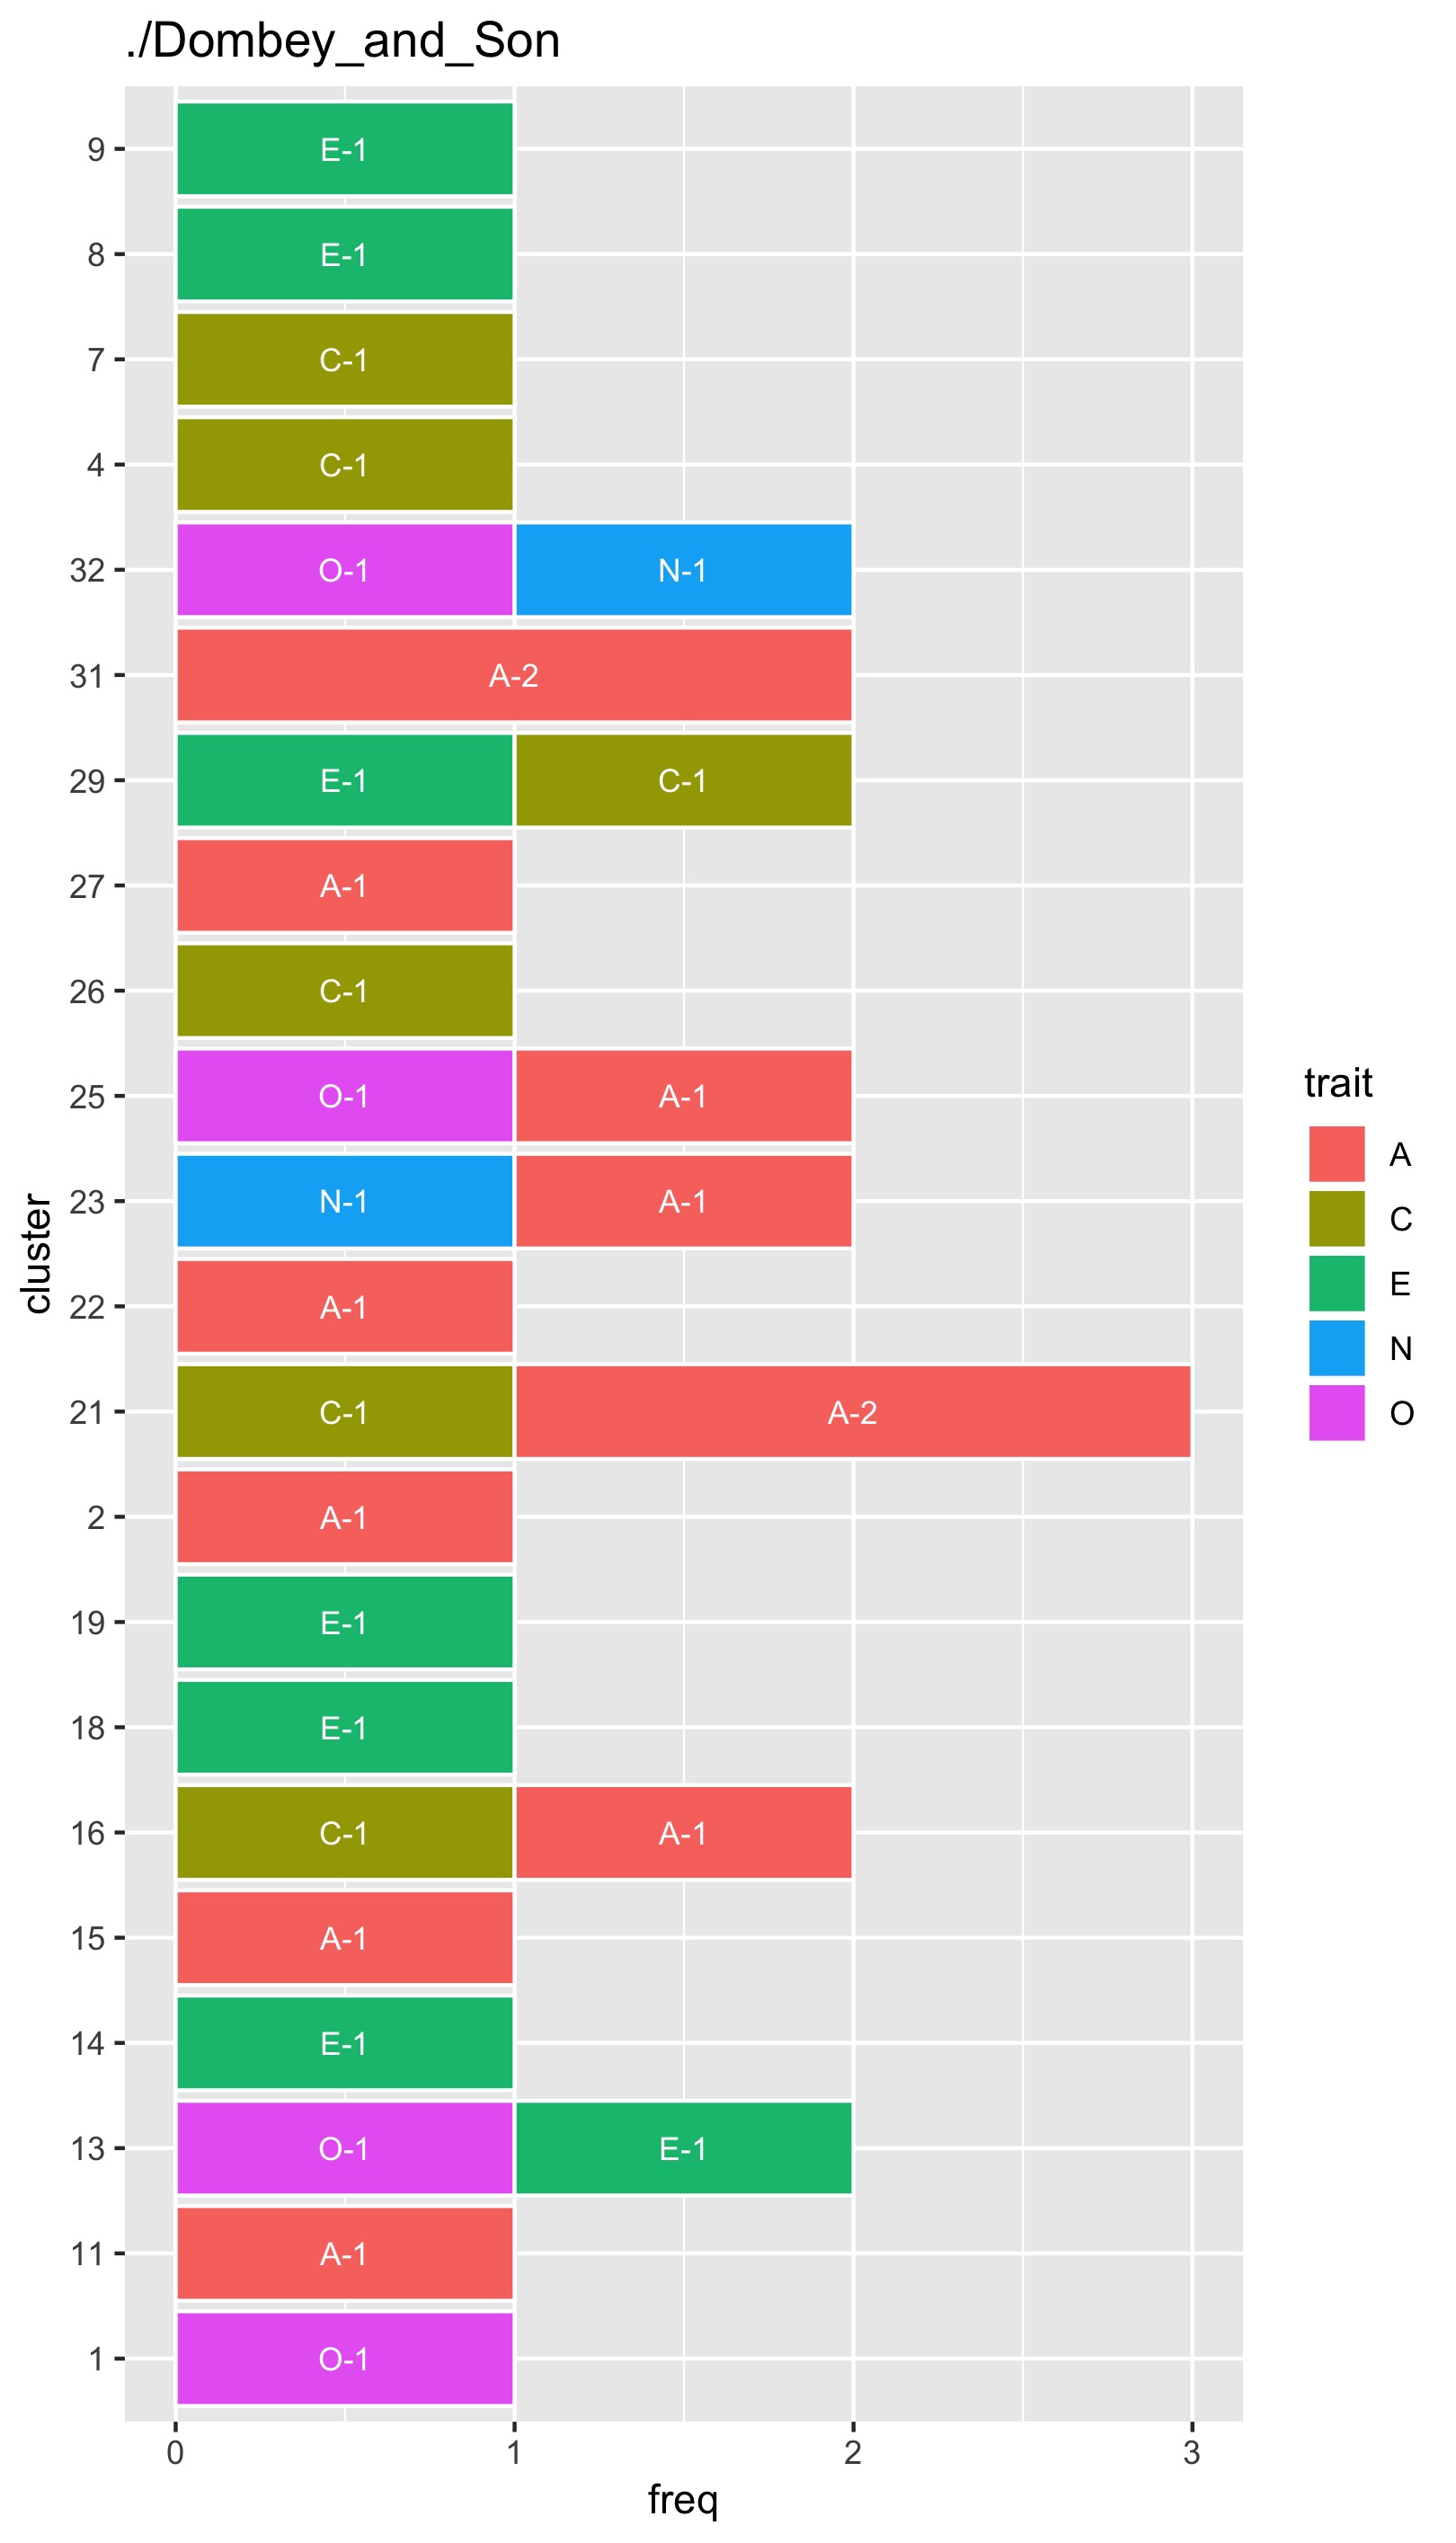 ./Dombey_and_Son
9 E-1
8 E-1
7 C-1
4 C-1
32 O-1 N-1
31 A-2
29 E-1 C-1
27 A-1
26 C-1
25 O-1 A-1
23 N-1 A-1
22 A-1
21 C-1 A-2
2 A-1
19 E-1
18 E-1
16 C-1 A-1
15 A-1
14 E-1
13 O-1 E-1
11 A-1
1 O-1
0 1 2 3
freq
cluster
trait
A
C
E
N
O